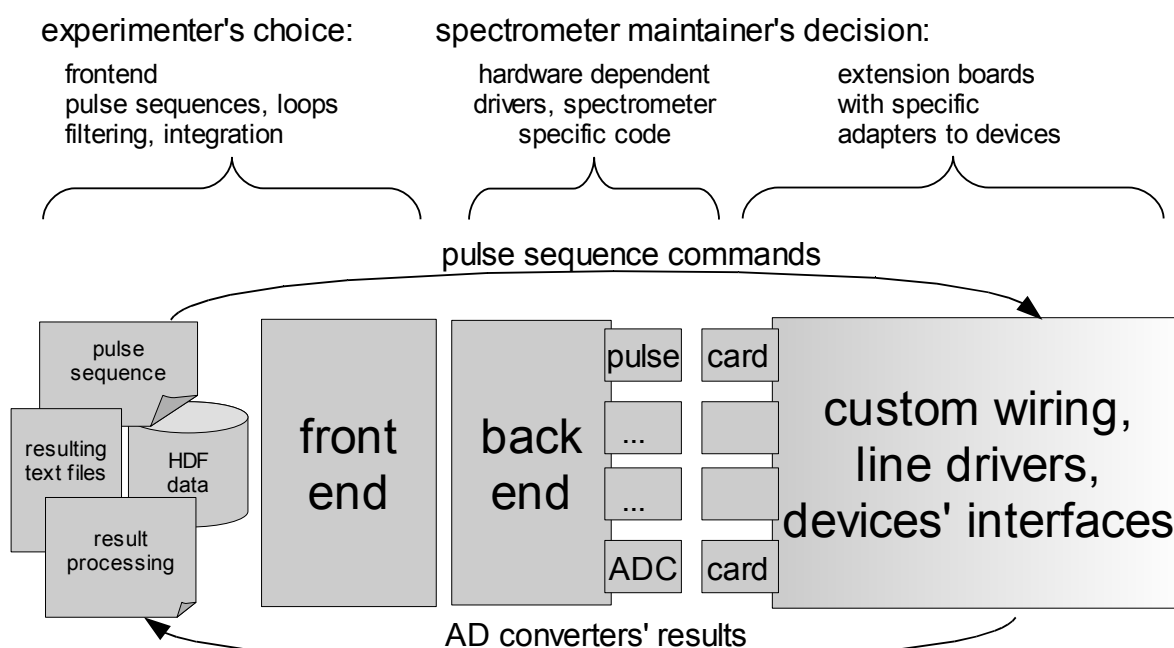 experimenter's choice:
frontend
pulse sequences, loops
filtering, integration
spectrometer maintainer's decision:
hardware dependent
drivers, spectrometer
specific code
extension boards
with specific
adapters to devices
pulse sequence commands
pulse
sequence
resulting
text files
HDF
data
result
processing
front
end
back
end
pulse
card
...
...
ADC
card
custom wiring,
line drivers,
devices' interfaces
AD converters' results